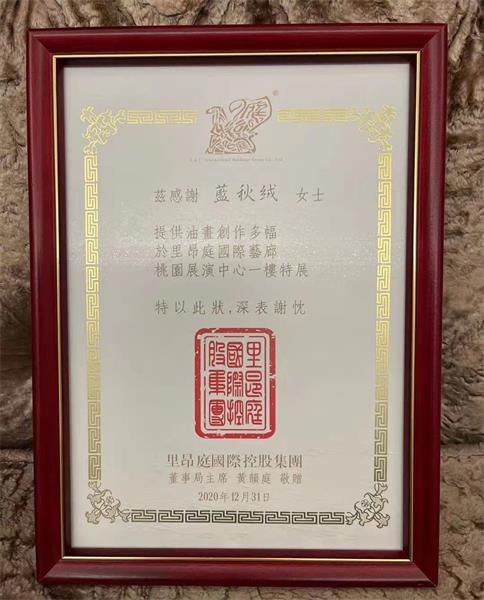 ®
茲感謝 藍秋绒 女士
提供油畫創作多幅
於里昂庭國際藝廊
桃園展演中心一樓特展
特以此狀,深表謝忱
里昂庭
國際控
股集團
里昂庭國際控股集團
董事局主席 黃韻庭 敬贈
2020年12月31日